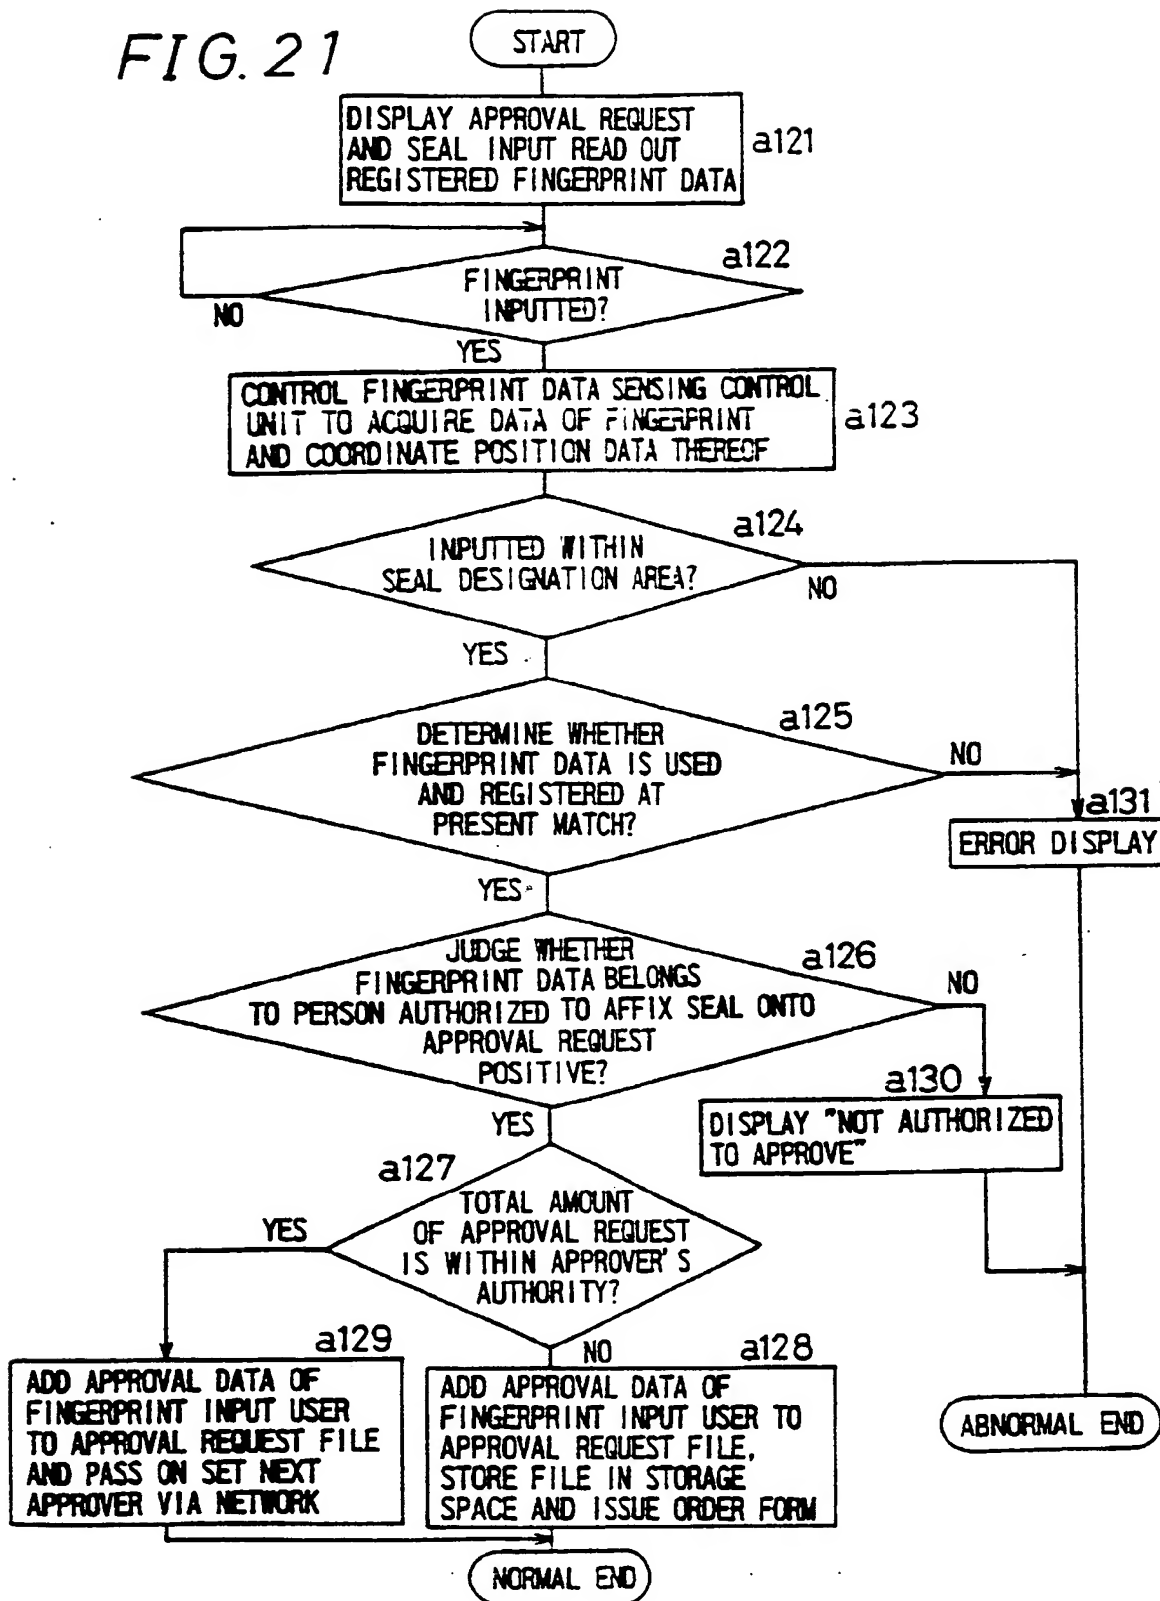 FIG. 21
START
DISPLAY APPROVAL REQUEST
AND SEAL INPUT READ OUT
REGISTERED FINGERPRINT DATA
a121
a122
FINGERPRINT
INPUTTED?
NO
YES
CONTROL FINGERPRINT DATA SENSING CONTROL
UNIT TO ACQUIRE DATA OF FINGERPRINT
AND COORDINATE POSITION DATA THEREOF
a123
a124
INPUTTED WITHIN
SEAL DESIGNATION AREA?
NO
YES
a125
DETERMINE WHETHER
FINGERPRINT DATA IS USED
AND REGISTERED AT
PRESENT MATCH?
NO
YES
a131
ERROR DISPLAY
a126
JUDGE WHETHER
FINGERPRINT DATA BELONGS
TO PERSON AUTHORIZED TO AFFIX SEAL ONTO
APPROVAL REQUEST
POSITIVE?
NO
YES
a130
DISPLAY "NOT AUTHORIZED
TO APPROVE"
a127
TOTAL AMOUNT
OF APPROVAL REQUEST
IS WITHIN APPROVER'S
AUTHORITY?
YES
NO
a129
ADD APPROVAL DATA OF
FINGERPRINT INPUT USER
TO APPROVAL REQUEST FILE
AND PASS ON SET NEXT
APPROVER VIA NETWORK
a128
ADD APPROVAL DATA OF
FINGERPRINT INPUT USER TO
APPROVAL REQUEST FILE,
STORE FILE IN STORAGE
SPACE AND ISSUE ORDER FORM
ABNORMAL END
NORMAL END